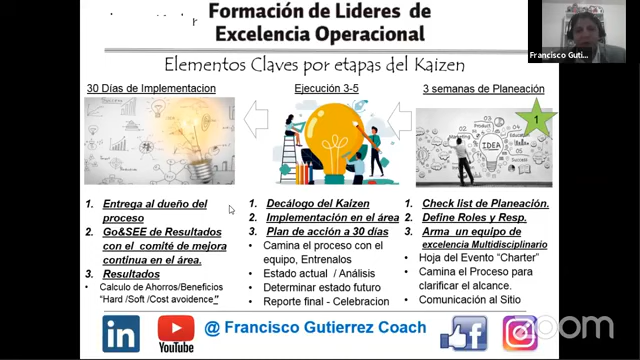 Formación de Lideres de
Excelencia Operacional
Elementos Claves por etapas del Kaizen
30 Días de Implementacion
Ejecución 3-5
3 semanas de Planeación
1
IDEA
1. Entrega al dueño del
proceso
2. Go&SEE de Resultados
con el comité de mejora
continua en el área.
3. Resultados
• Calculo de Ahorros/Beneficios
"Hard /Soft /Cost avoidence"
1. Decálogo del Kaizen
2. Implementación en el área
3. Plan de acción a 30 días
• Camina el proceso con el
equipo, Entrenalos
• Estado actual / Análisis
• Determinar estado futuro
• Reporte final - Celebracion
1. Check list de Planeación.
2. Define Roles y Resp.
3. Arma un equipo de
excelencia Multidisciplinario
• Hoja del Evento "Charter"
• Camina el Proceso para
clarificar el alcance.
• Comunicación al Sitio
in
YouTube
@ Francisco Gutierrez Coach
f
zoom
Francisco Guti...